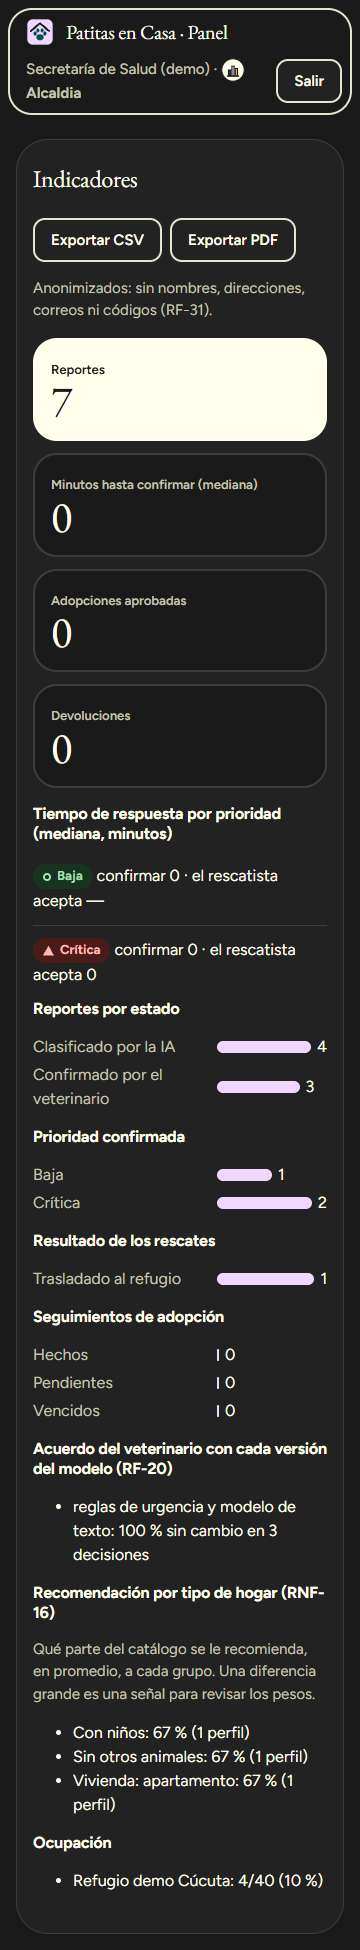 Patitas en Casa · Panel
Secretaría de Salud (demo) ·
Alcaldia
Salir
Indicadores
Exportar CSV
Exportar PDF
Anonimizados: sin nombres, direcciones,
correos ni códigos (RF-31).
Reportes
7
Minutos hasta confirmar (mediana)
0
Adopciones aprobadas
0
Devoluciones
0
Tiempo de respuesta por prioridad
(mediana, minutos)
Baja confirmar 0 · el rescatista
acepta —
Crítica confirmar 0 · el rescatista
acepta 0
Reportes por estado
Clasificado por la IA 4
Confirmado por el
veterinario 3
Prioridad confirmada
Baja 1
Crítica 2
Resultado de los rescates
Trasladado al refugio 1
Seguimientos de adopción
Hechos 0
Pendientes 0
Vencidos 0
Acuerdo del veterinario con cada versión
del modelo (RF-20)
• reglas de urgencia y modelo de
texto: 100 % sin cambio en 3
decisiones
Recomendación por tipo de hogar (RNF-
16)
Qué parte del catálogo se le recomienda,
en promedio, a cada grupo. Una diferencia
grande es una señal para revisar los pesos.
• Con niños: 67 % (1 perfil)
• Sin otros animales: 67 % (1 perfil)
• Vivienda: apartamento: 67 % (1
perfil)
Ocupación
• Refugio demo Cúcuta: 4/40 (10 %)